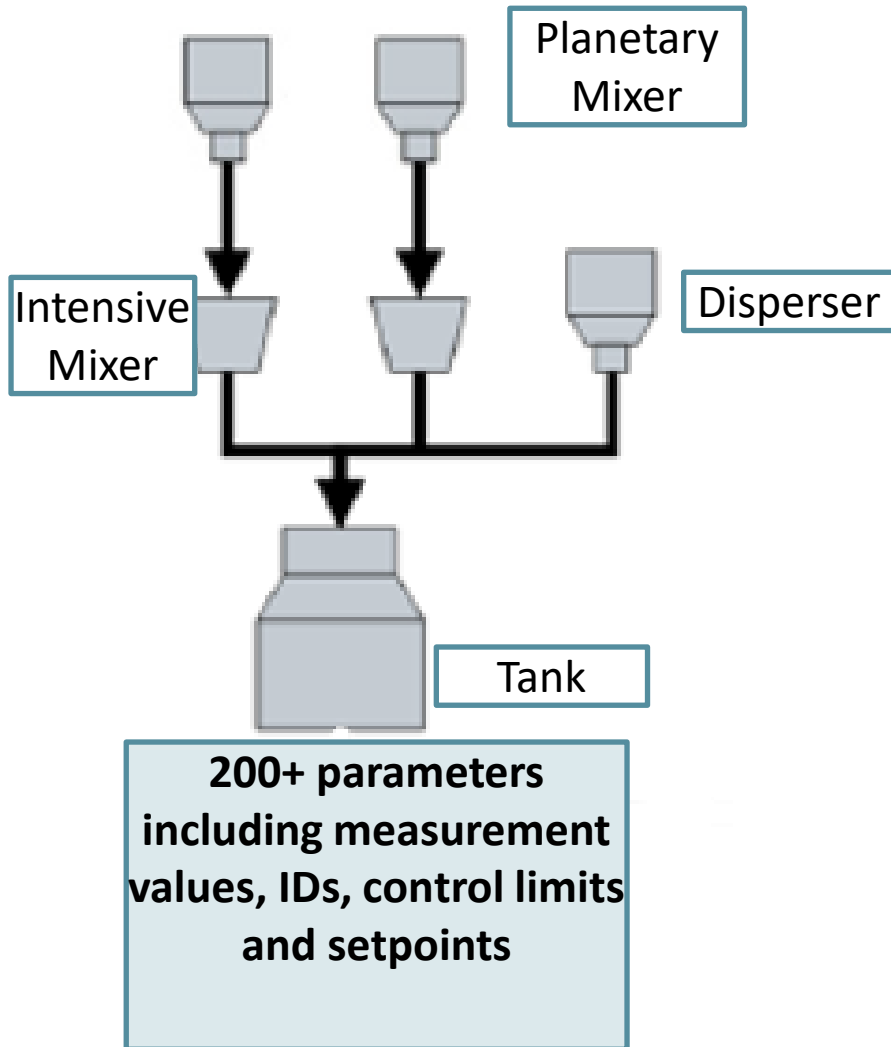 Planetary
Mixer
Intensive
Mixer
Disperser
Tank
200+ parameters
including measurement
values, IDs, control limits
and setpoints